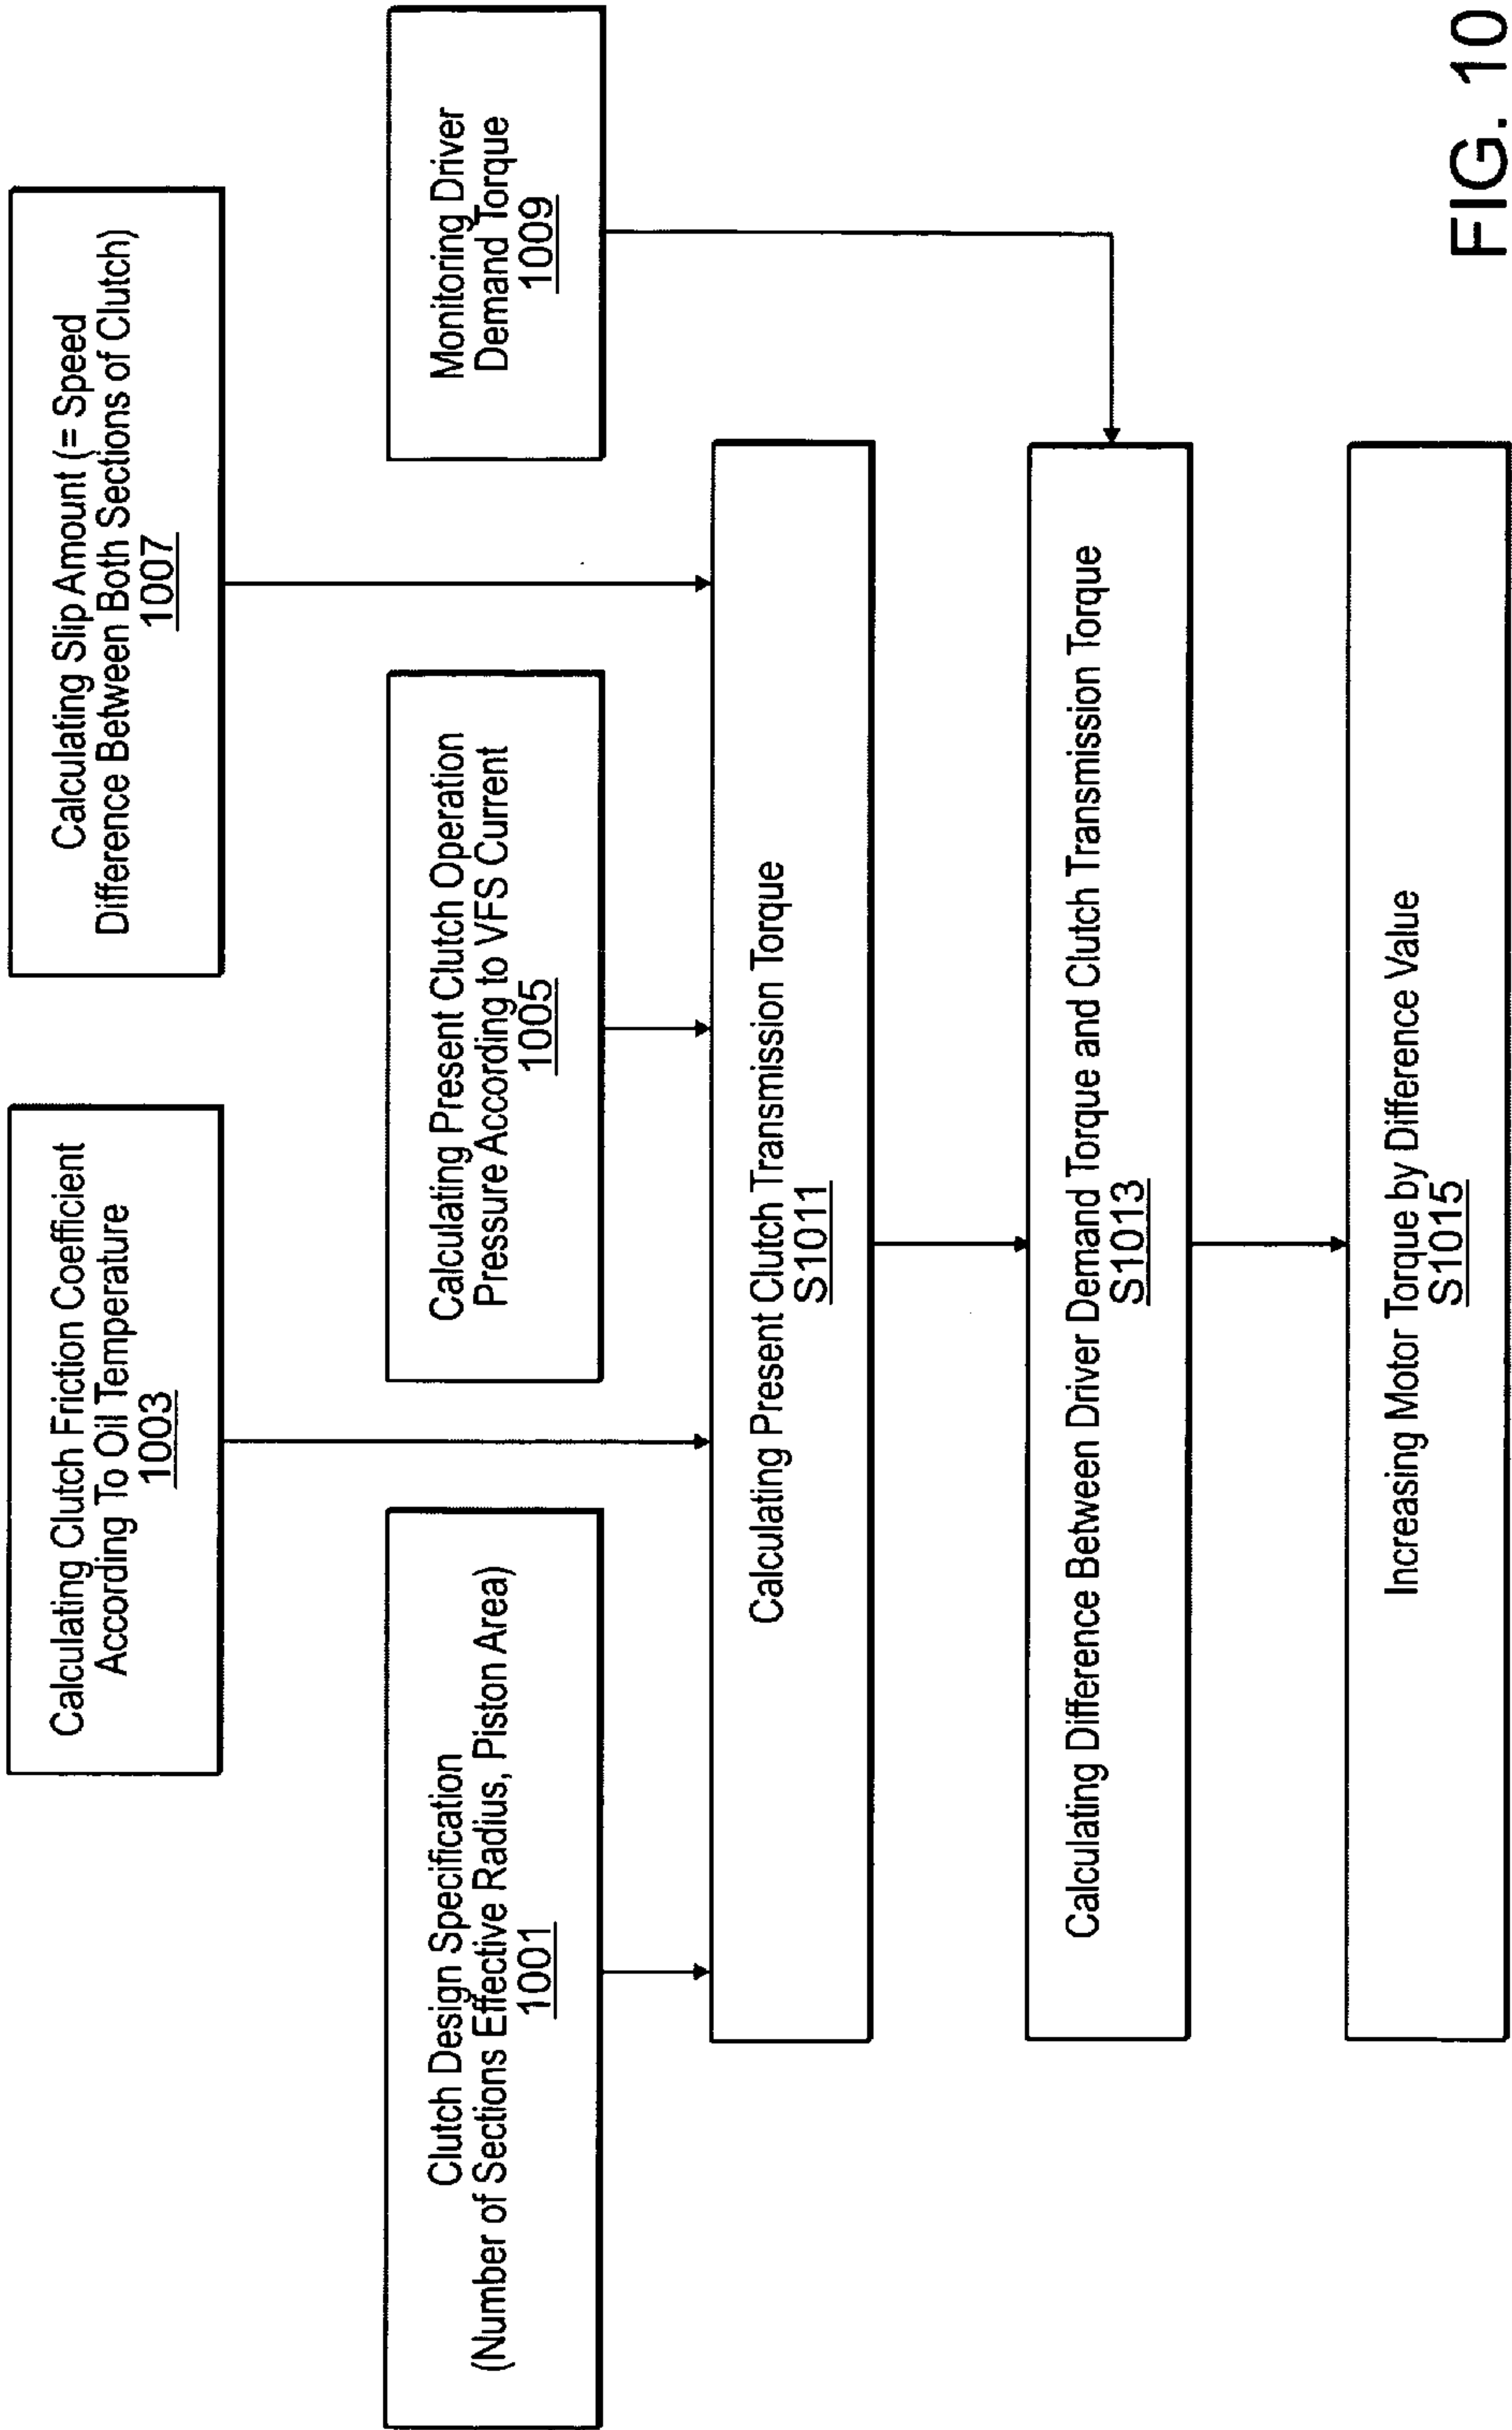 Calculating Clutch Friction Coefficient
According To Oil Temperature
1003
Calculating Slip Amount (= Speed
Difference Between Both Sections of Clutch)
1007
Clutch Design Specification
(Number of Sections Effective Radius, Piston Area)
1001
Calculating Present Clutch Operation
Pressure According to VFS Current
1005
Monitoring Driver
Demand Torque
1009
Calculating Present Clutch Transmission Torque
S1011
Calculating Difference Between Driver Demand Torque and Clutch Transmission Torque
S1013
Increasing Motor Torque by Difference Value
S1015
FIG. 10